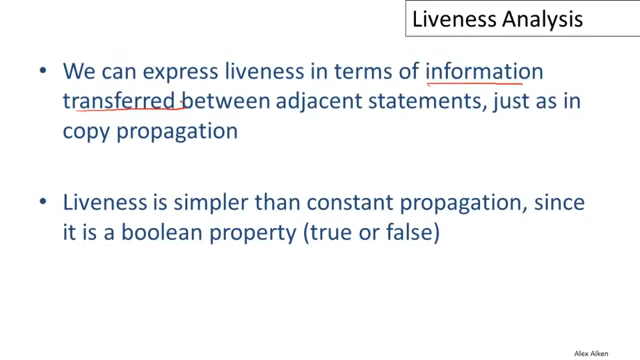 Liveness Analysis
• We can express liveness in terms of information
transferred between adjacent statements, just as in
copy propagation
• Liveness is simpler than constant propagation, since
it is a boolean property (true or false)
Alex Aiken